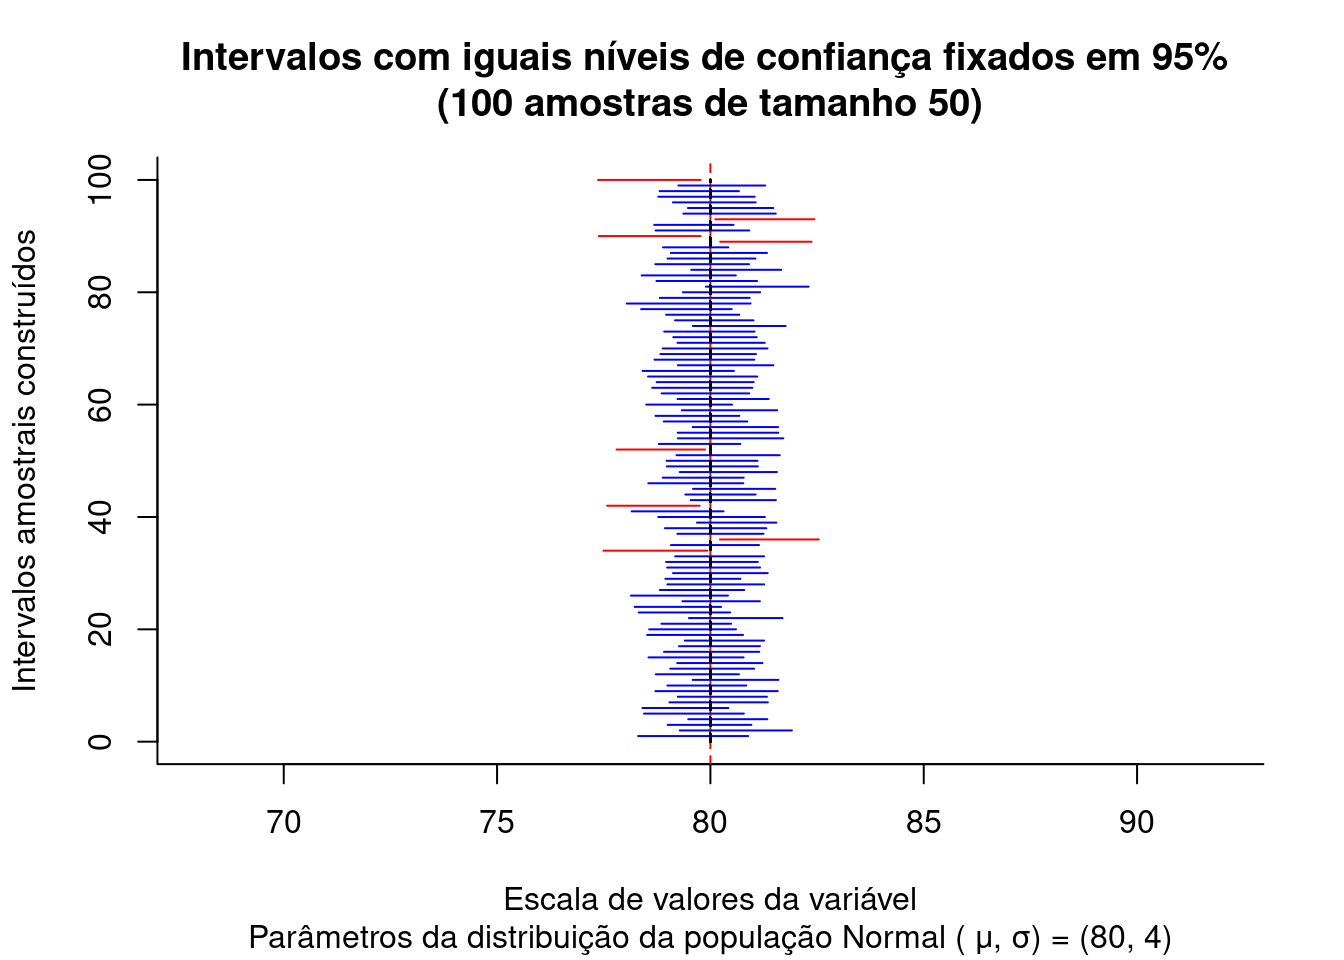 Intervalos com iguais níveis de confiança fixados em 95%
(100 amostras de tamanho 50)
Intervalos amostrais construídos
100
80
60
40
20
0
70 75 80 85 90
Escala de valores da variável
Parâmetros da distribuição da população Normal ( μ, σ) = (80, 4)